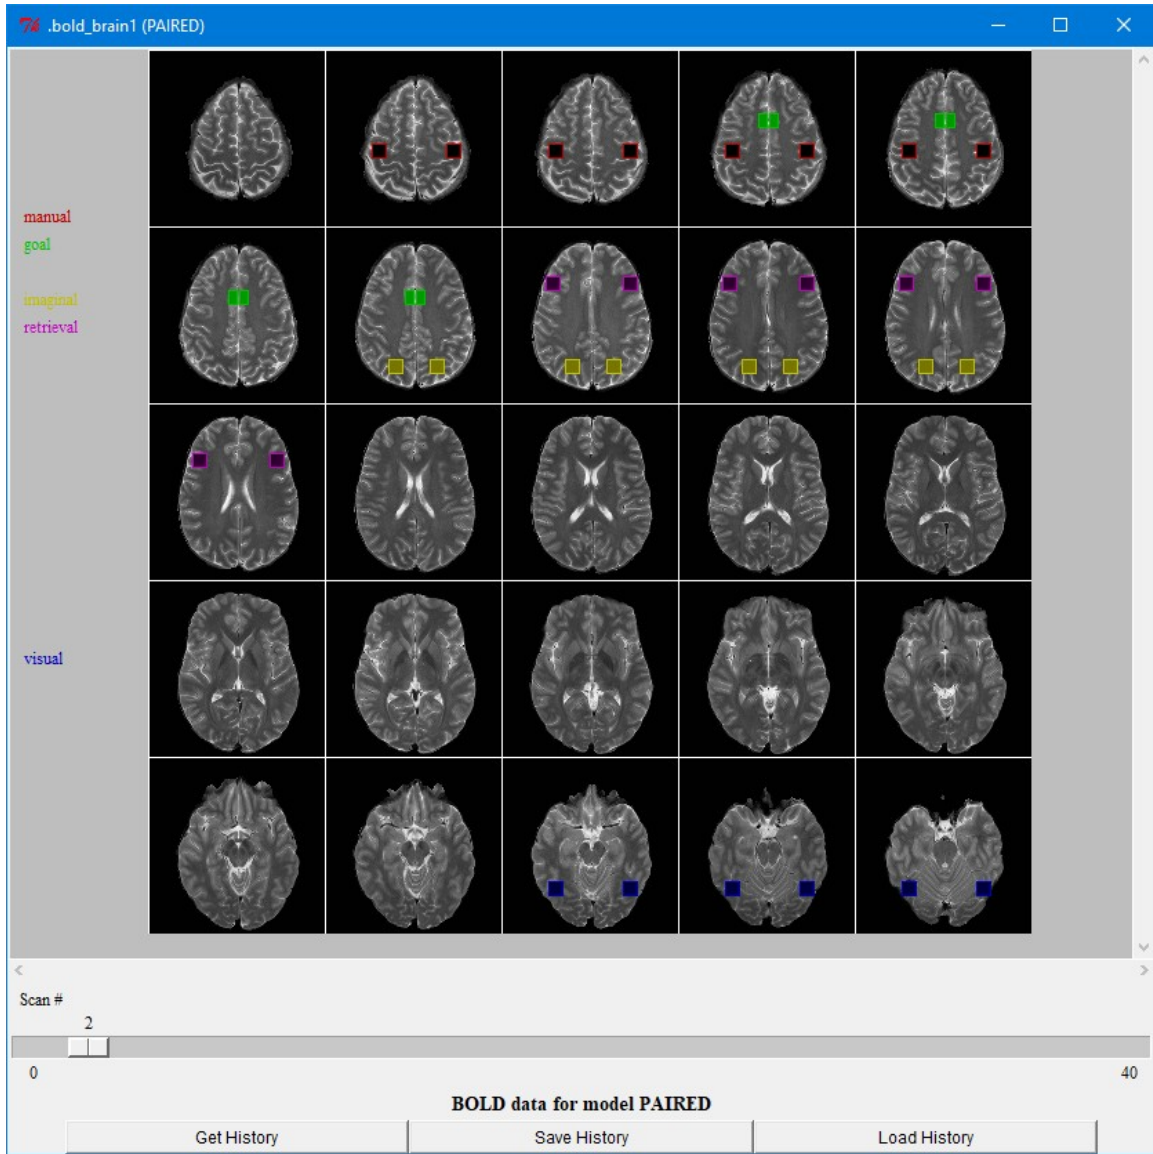 .bold_brain1 (PAIRED)
manual
goal
imaginal
retrieval
visual
Scan #
2
0 40
BOLD data for model PAIRED
Get History Save History Load History